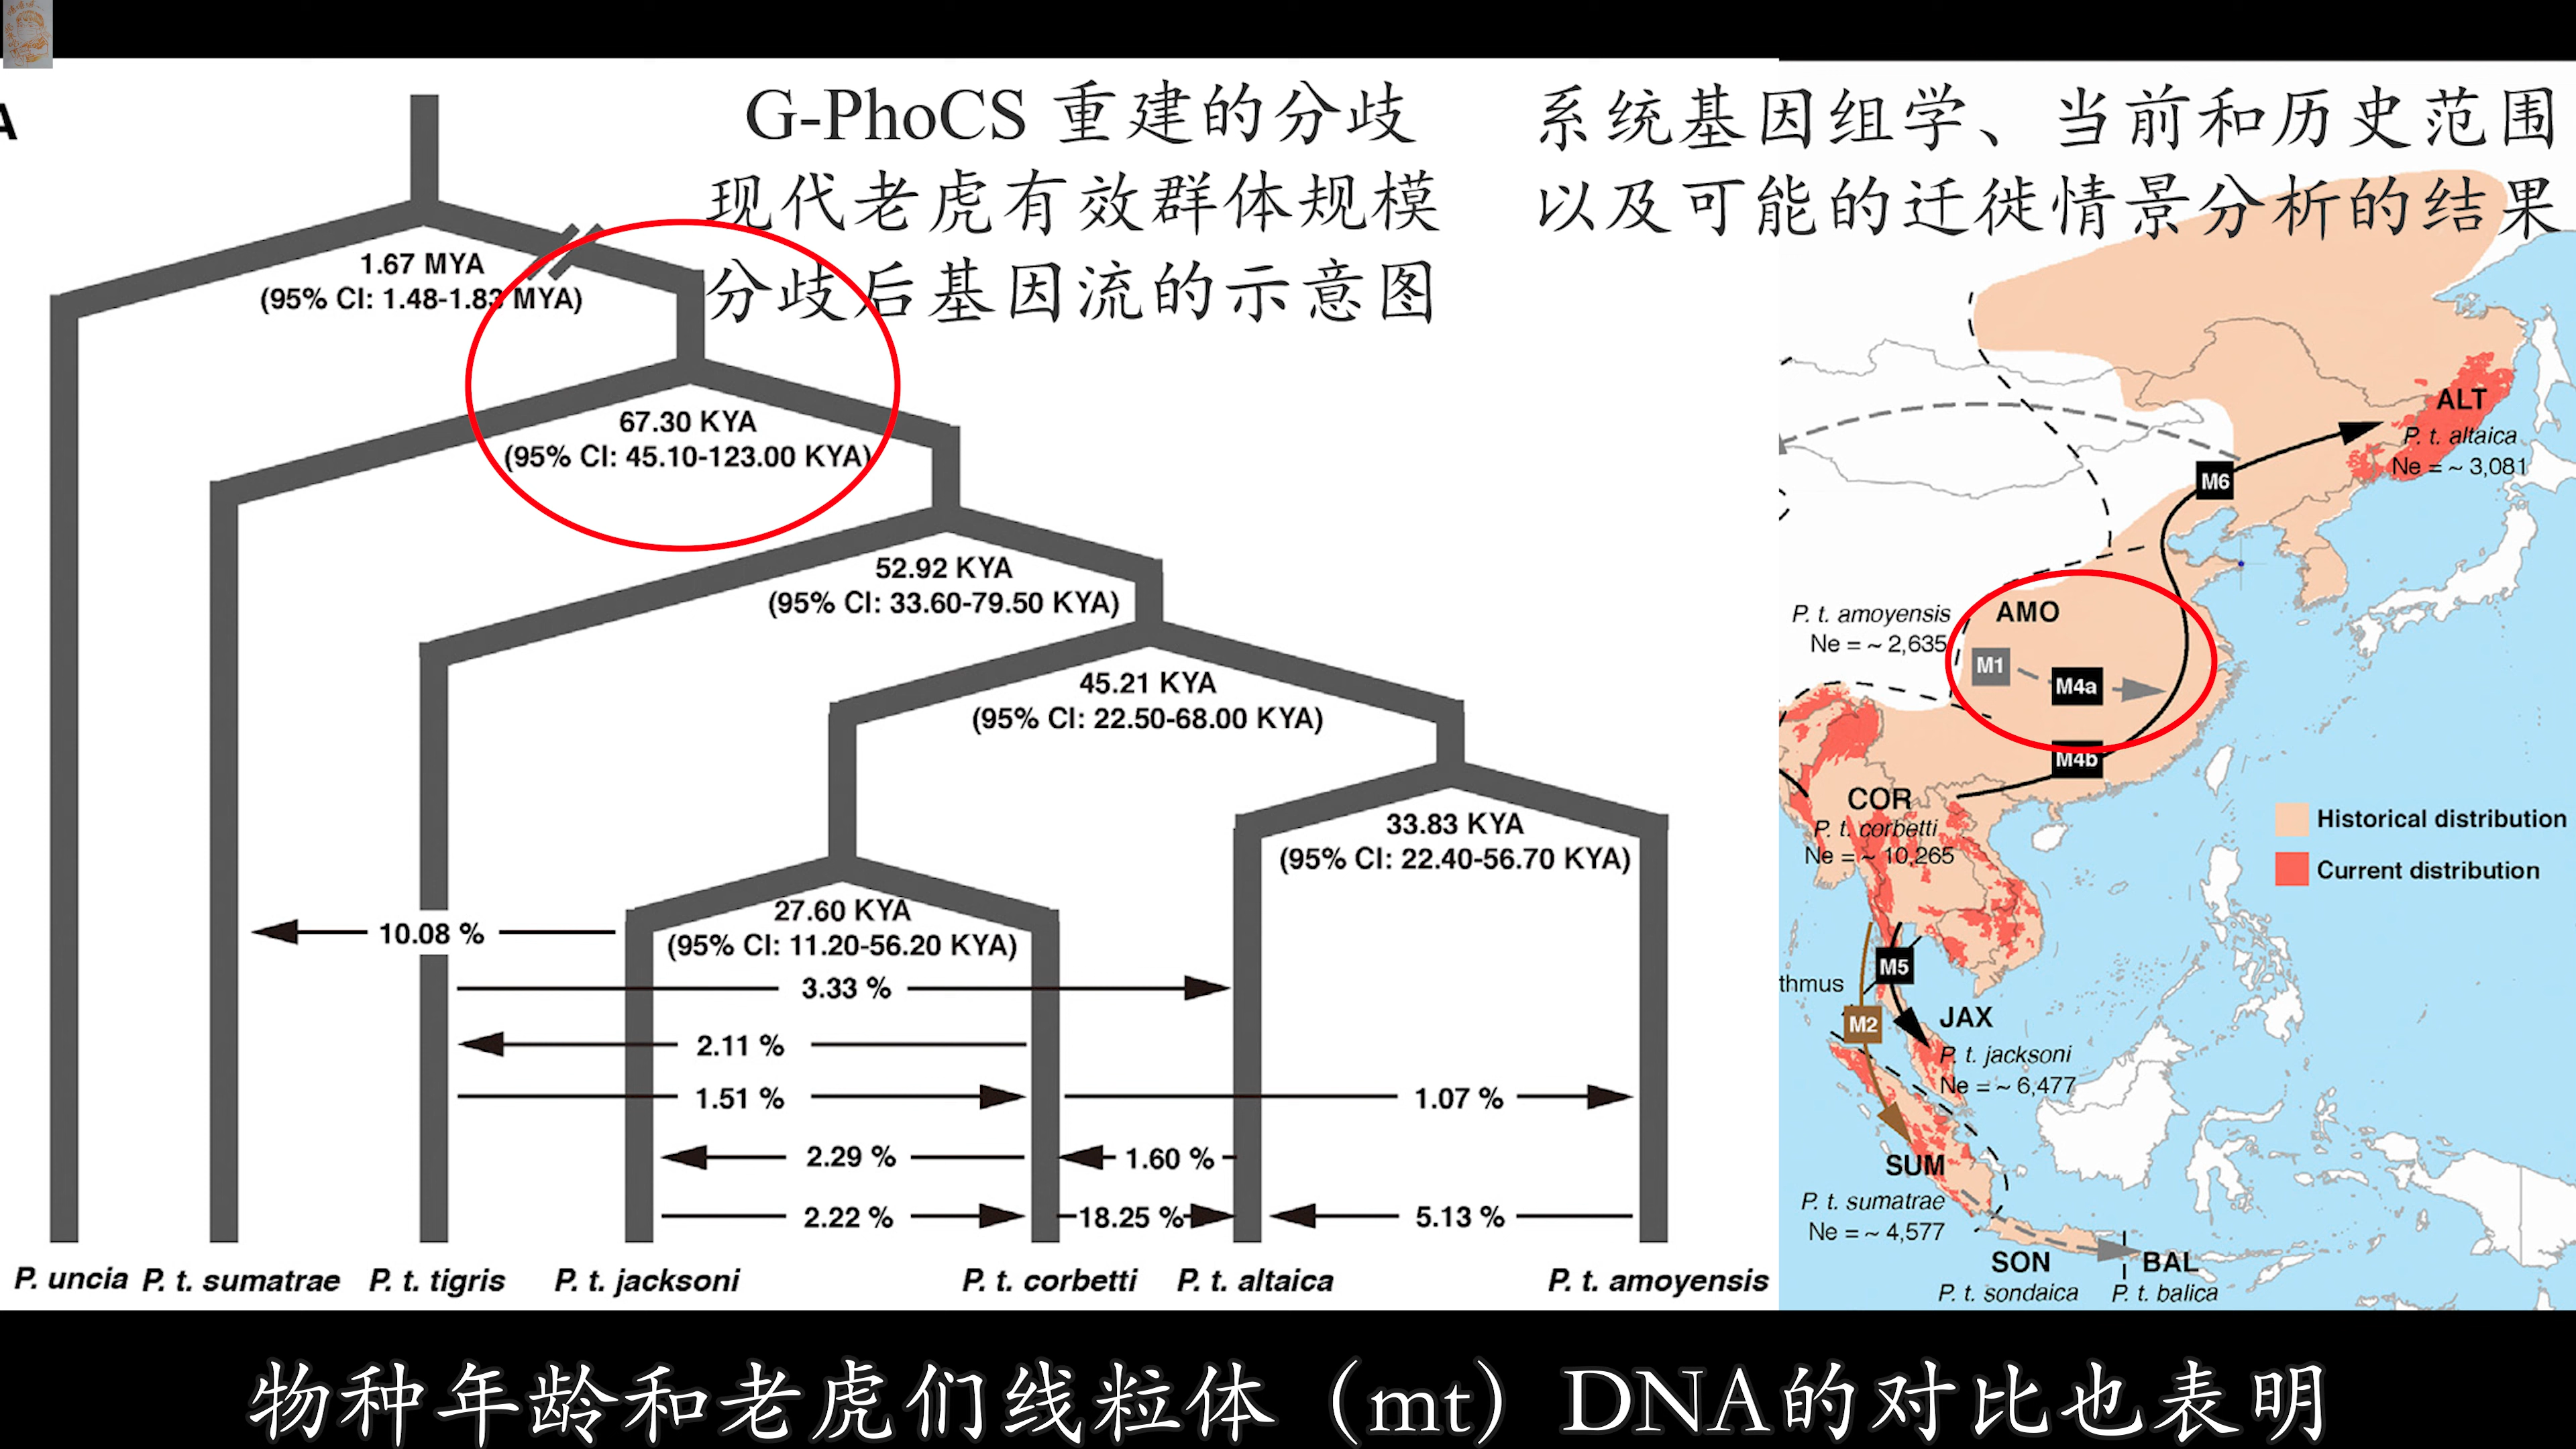 A
G-PhoCS 重建的分歧
现代老虎有效群体规模
分歧后基因流的示意图
系统基因组学、当前和历史范围
以及可能的迁徙情景分析的结果
1.67 MYA
(95% CI: 1.48-1.83 MYA)
67.30 KYA
(95% CI: 45.10-123.00 KYA)
52.92 KYA
(95% CI: 33.60-79.50 KYA)
45.21 KYA
(95% CI: 22.50-68.00 KYA)
33.83 KYA
(95% CI: 22.40-56.70 KYA)
27.60 KYA
(95% CI: 11.20-56.20 KYA)
10.08 %
3.33 %
2.11 %
1.51 %
1.07 %
2.29 %
1.60 %
2.22 %
18.25 %
5.13 %
P. uncia
P. t. sumatrae
P. t. tigris
P. t. jacksoni
P. t. corbetti
P. t. altaica
P. t. amoyensis
ALT
P. t. altaica
Ne = ~ 3,081
M6
P. t. amoyensis
Ne = ~ 2,635
AMO
M1
M4a
M4b
COR
P. t. corbetti
Ne = ~ 10,265
Historical distribution
Current distribution
M5
thmus
M2
JAX
P. t. jacksoni
Ne = ~ 6,477
SUM
P. t. sumatrae
Ne = ~ 4,577
SON
P. t. sondaica
BAL
P. t. balica
物种年龄和老虎们线粒体（mt）DNA的对比也表明